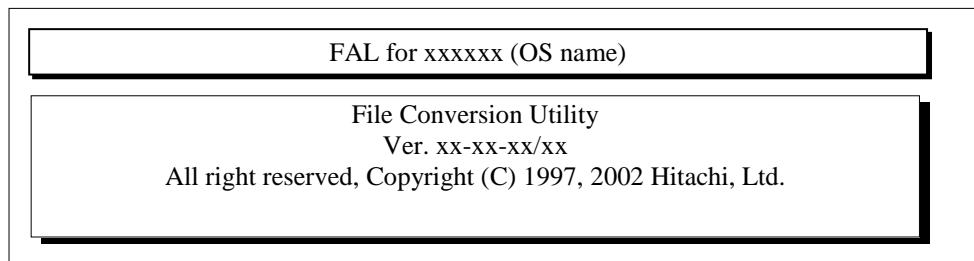 FAL for xxxxxx (OS name)
File Conversion Utility
Ver. xx-xx-xx/xx
All right reserved, Copyright (C) 1997, 2002 Hitachi, Ltd.